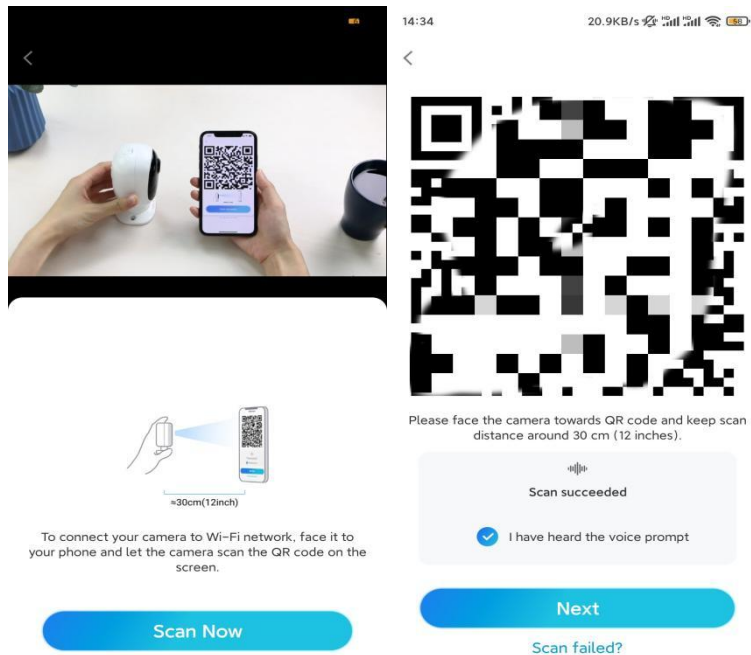 ≈30cm(12inch)
To connect your camera to Wi-Fi network, face it to
your phone and let the camera scan the QR code on the
screen.
Scan Now
14:34
20.9KB/s HD HD 58
Please face the camera towards QR code and keep scan
distance around 30 cm (12 inches).
Scan succeeded
I have heard the voice prompt
Next
Scan failed?